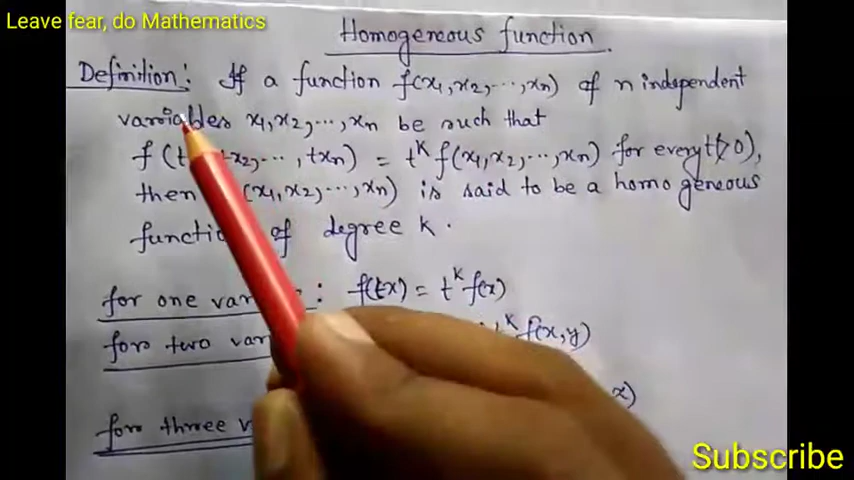 Leave fear, do Mathematics
Homogeneous function
Definition: If a function f(x1,x2,...,xn) of n independent
variables x1,x2,...,xn be such that
f(t x2,...,txn) = t^k f(x1,x2,...,xn) for every t(>0),
then (x1,x2,...,xn) is said to be a homogeneous
function of degree k.
for one var : f(tx) = t^k f(x)
for two var t^k f(x,y)
for three
Subscribe